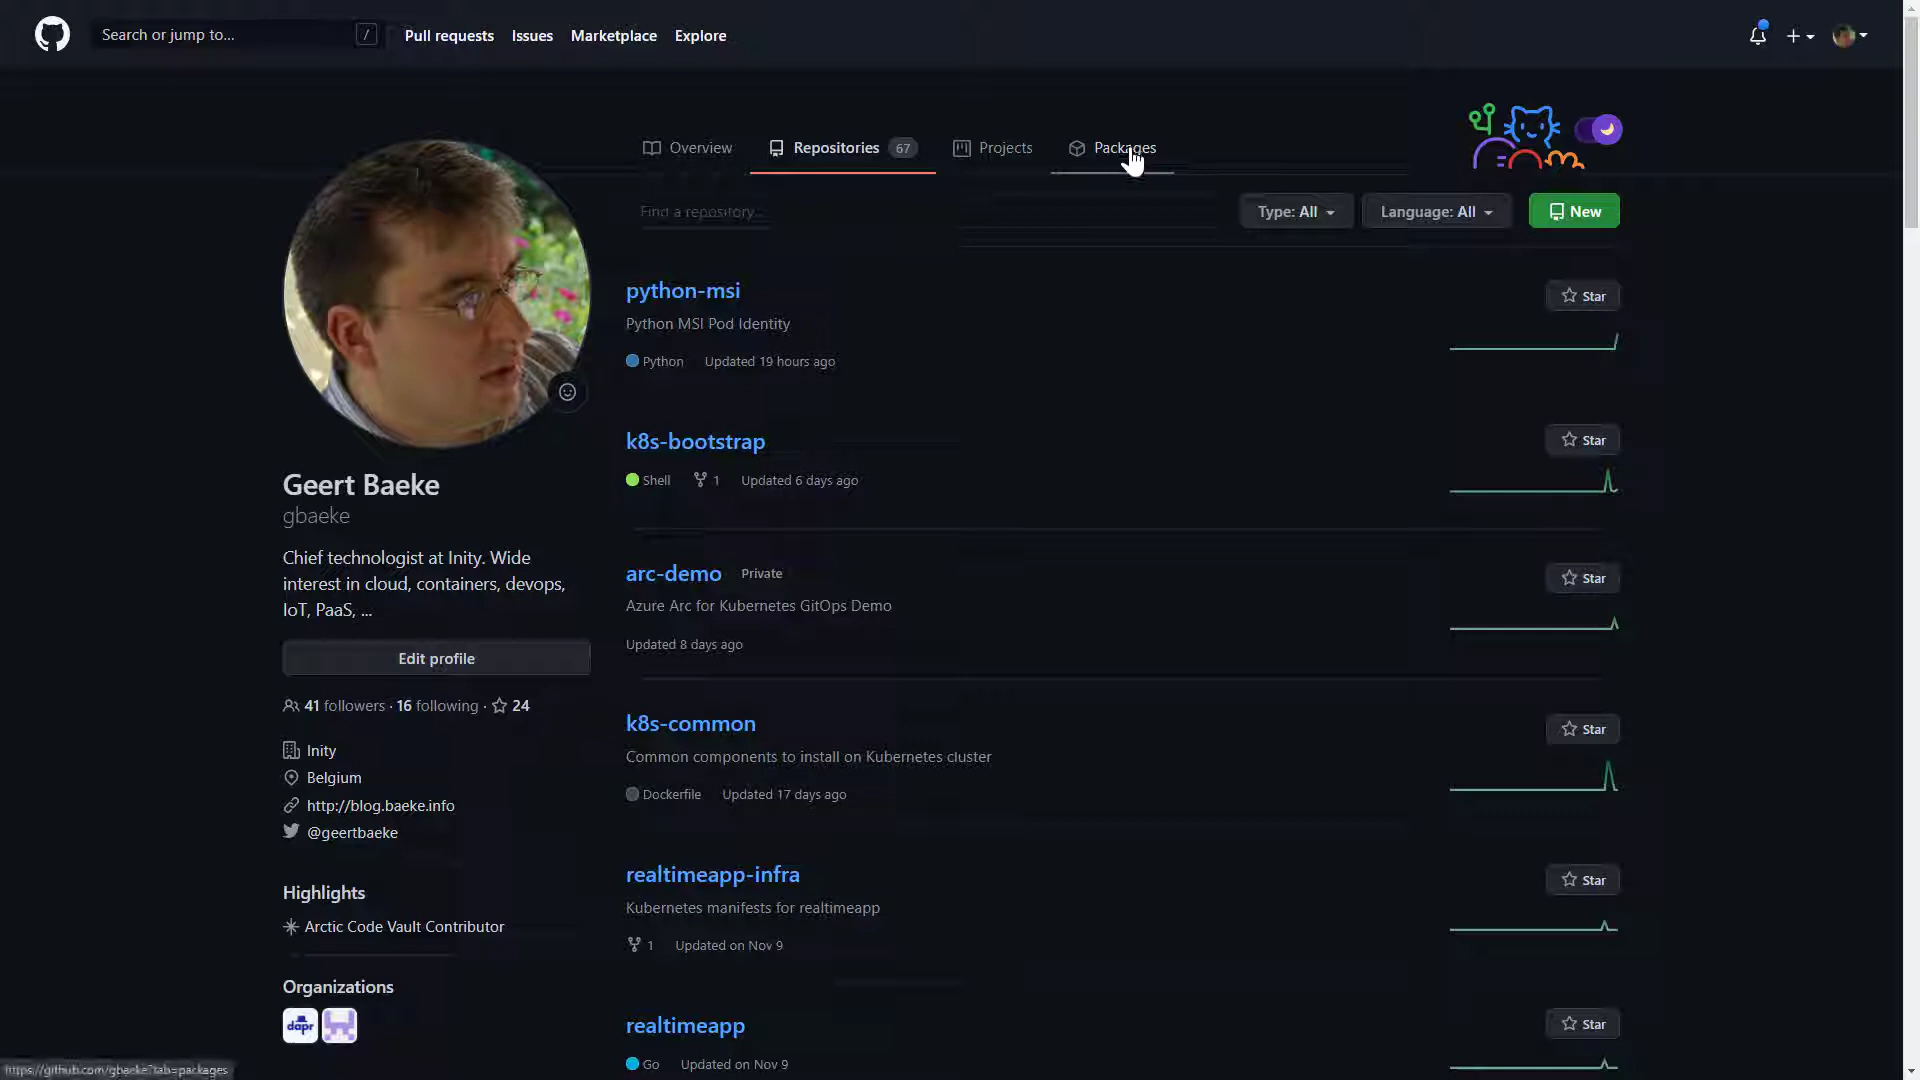 Search or jump to... / Pull requests Issues Marketplace Explore
Overview Repositories 67 Projects Packages
Find a repository... Type: All Language: All New
python-msi Star
Python MSI Pod Identity
Python Updated 19 hours ago
k8s-bootstrap Star
Shell 1 Updated 6 days ago
arc-demo Private Star
Azure Arc for Kubernetes GitOps Demo
Updated 8 days ago
k8s-common Star
Common components to install on Kubernetes cluster
Dockerfile Updated 17 days ago
realtimeapp-infra Star
Kubernetes manifests for realtimeapp
1 Updated on Nov 9
realtimeapp Star
Go Updated on Nov 9
Geert Baeke
gbaeke
Chief technologist at Inity. Wide
interest in cloud, containers, devops,
IoT, PaaS, ...
Edit profile
41 followers · 16 following · 24
Inity
Belgium
http://blog.baeke.info
@geertbaeke
Highlights
Arctic Code Vault Contributor
Organizations
dapr
https://github.com/gbaeke?tab=packages